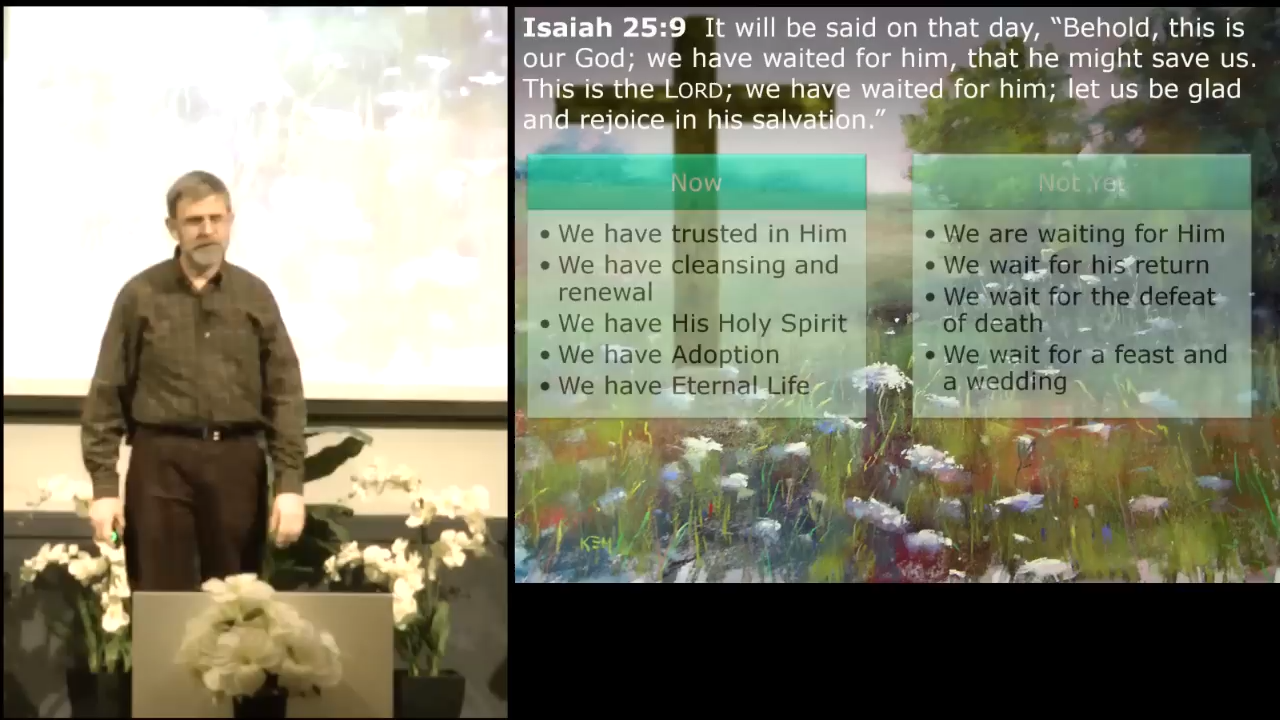 Isaiah 25:9 It will be said on that day, “Behold, this is
our God; we have waited for him, that he might save us.
This is the LORD; we have waited for him; let us be glad
and rejoice in his salvation.”
Now
• We have trusted in Him
• We have cleansing and
renewal
• We have His Holy Spirit
• We have Adoption
• We have Eternal Life
Not Yet
• We are waiting for Him
• We wait for his return
• We wait for the defeat
of death
• We wait for a feast and
a wedding
KEM